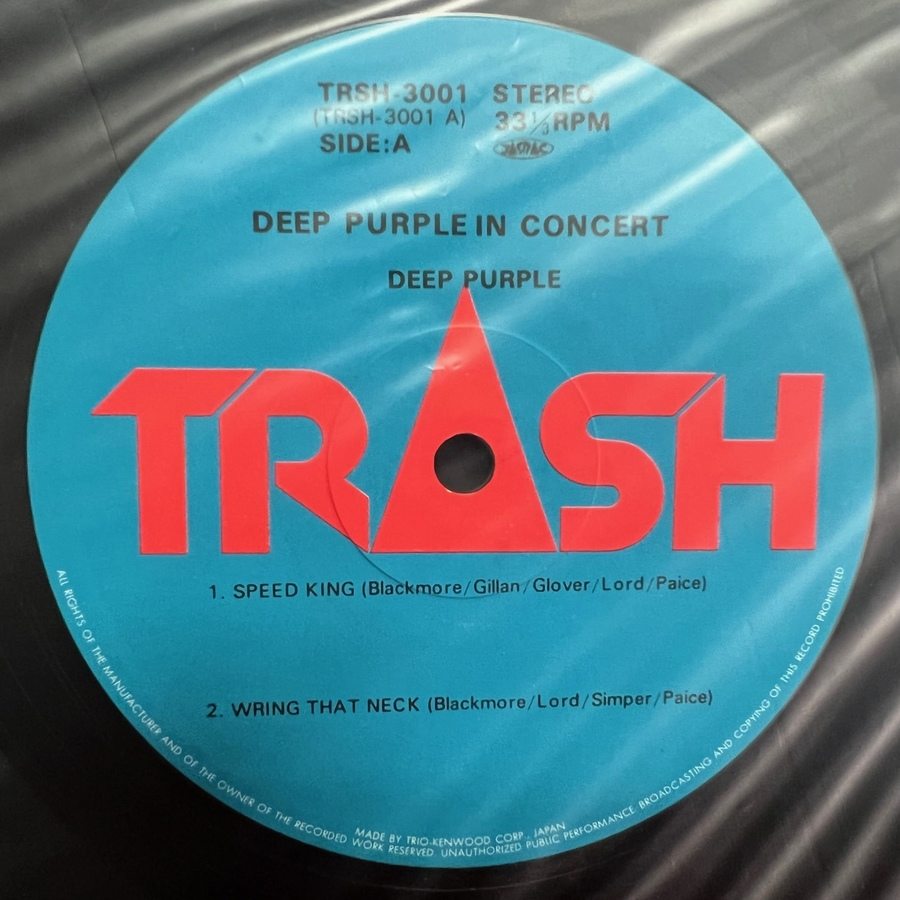 TRSH-3001 STEREO
(TRSH-3001 A) 33 1/3 RPM
SIDE:A JASRAC
DEEP PURPLE IN CONCERT
DEEP PURPLE
TRASH
1. SPEED KING (Blackmore/Gillan/Glover/Lord/Paice)
2. WRING THAT NECK (Blackmore/Lord/Simper/Paice)
MADE BY TRIO-KENWOOD CORP., JAPAN
ALL RIGHTS OF THE MANUFACTURER AND OF THE OWNER OF THE RECORDED WORK RESERVED. UNAUTHORIZED PUBLIC PERFORMANCE BROADCASTING AND COPYING OF THIS RECORD PROHIBITED